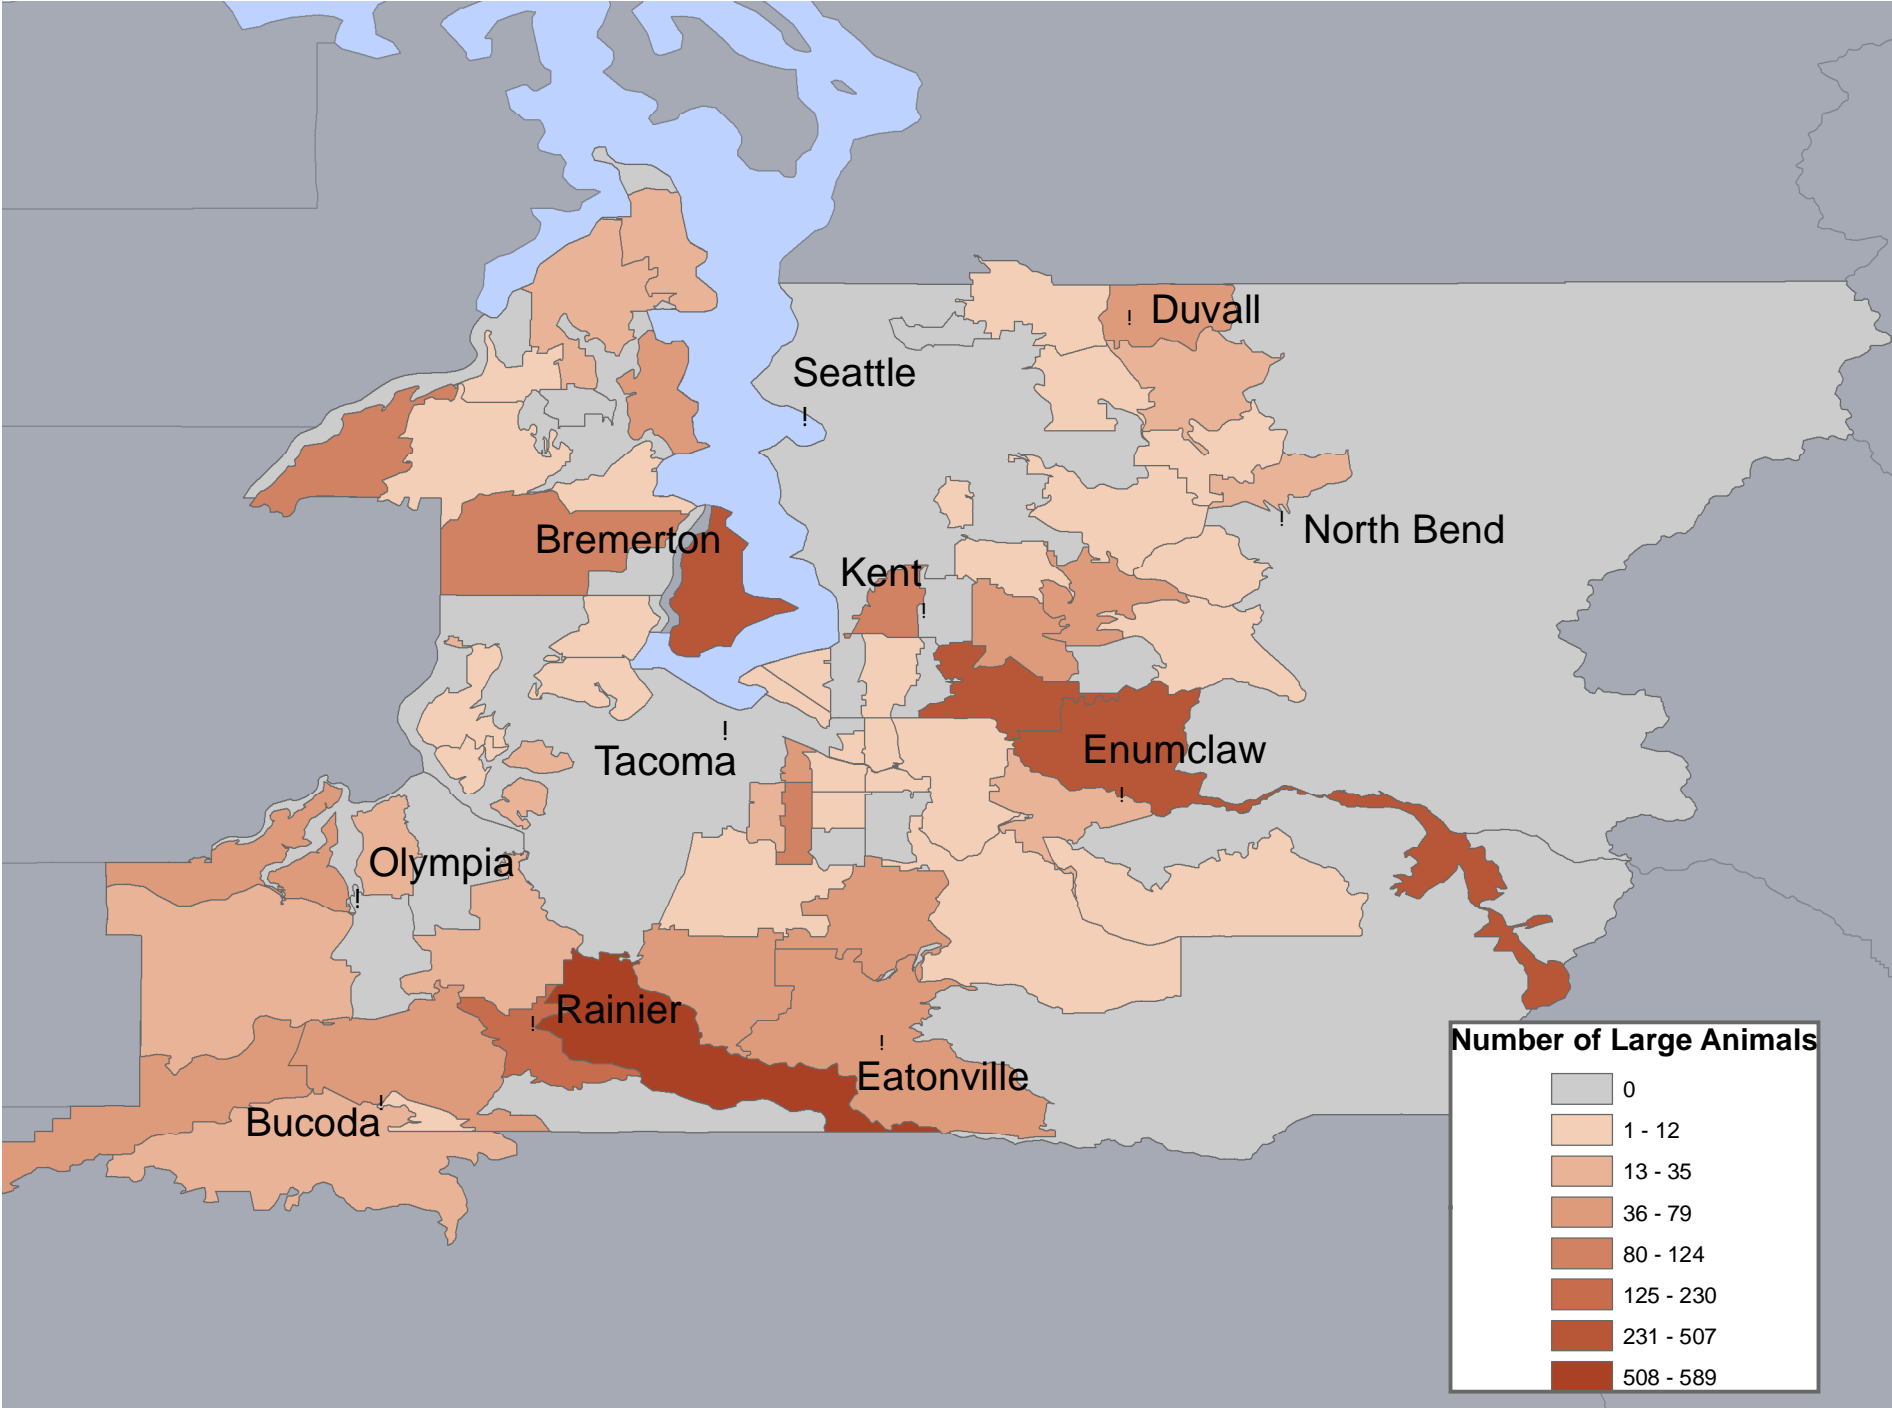 ! Duvall
Seattle
!
! North Bend
Bremerton
Kent
!
Tacoma
!
Enumclaw
!
Olympia
!
Rainier
!
!
Eatonville
!
Bucoda
Number of Large Animals
0
1 - 12
13 - 35
36 - 79
80 - 124
125 - 230
231 - 507
508 - 589